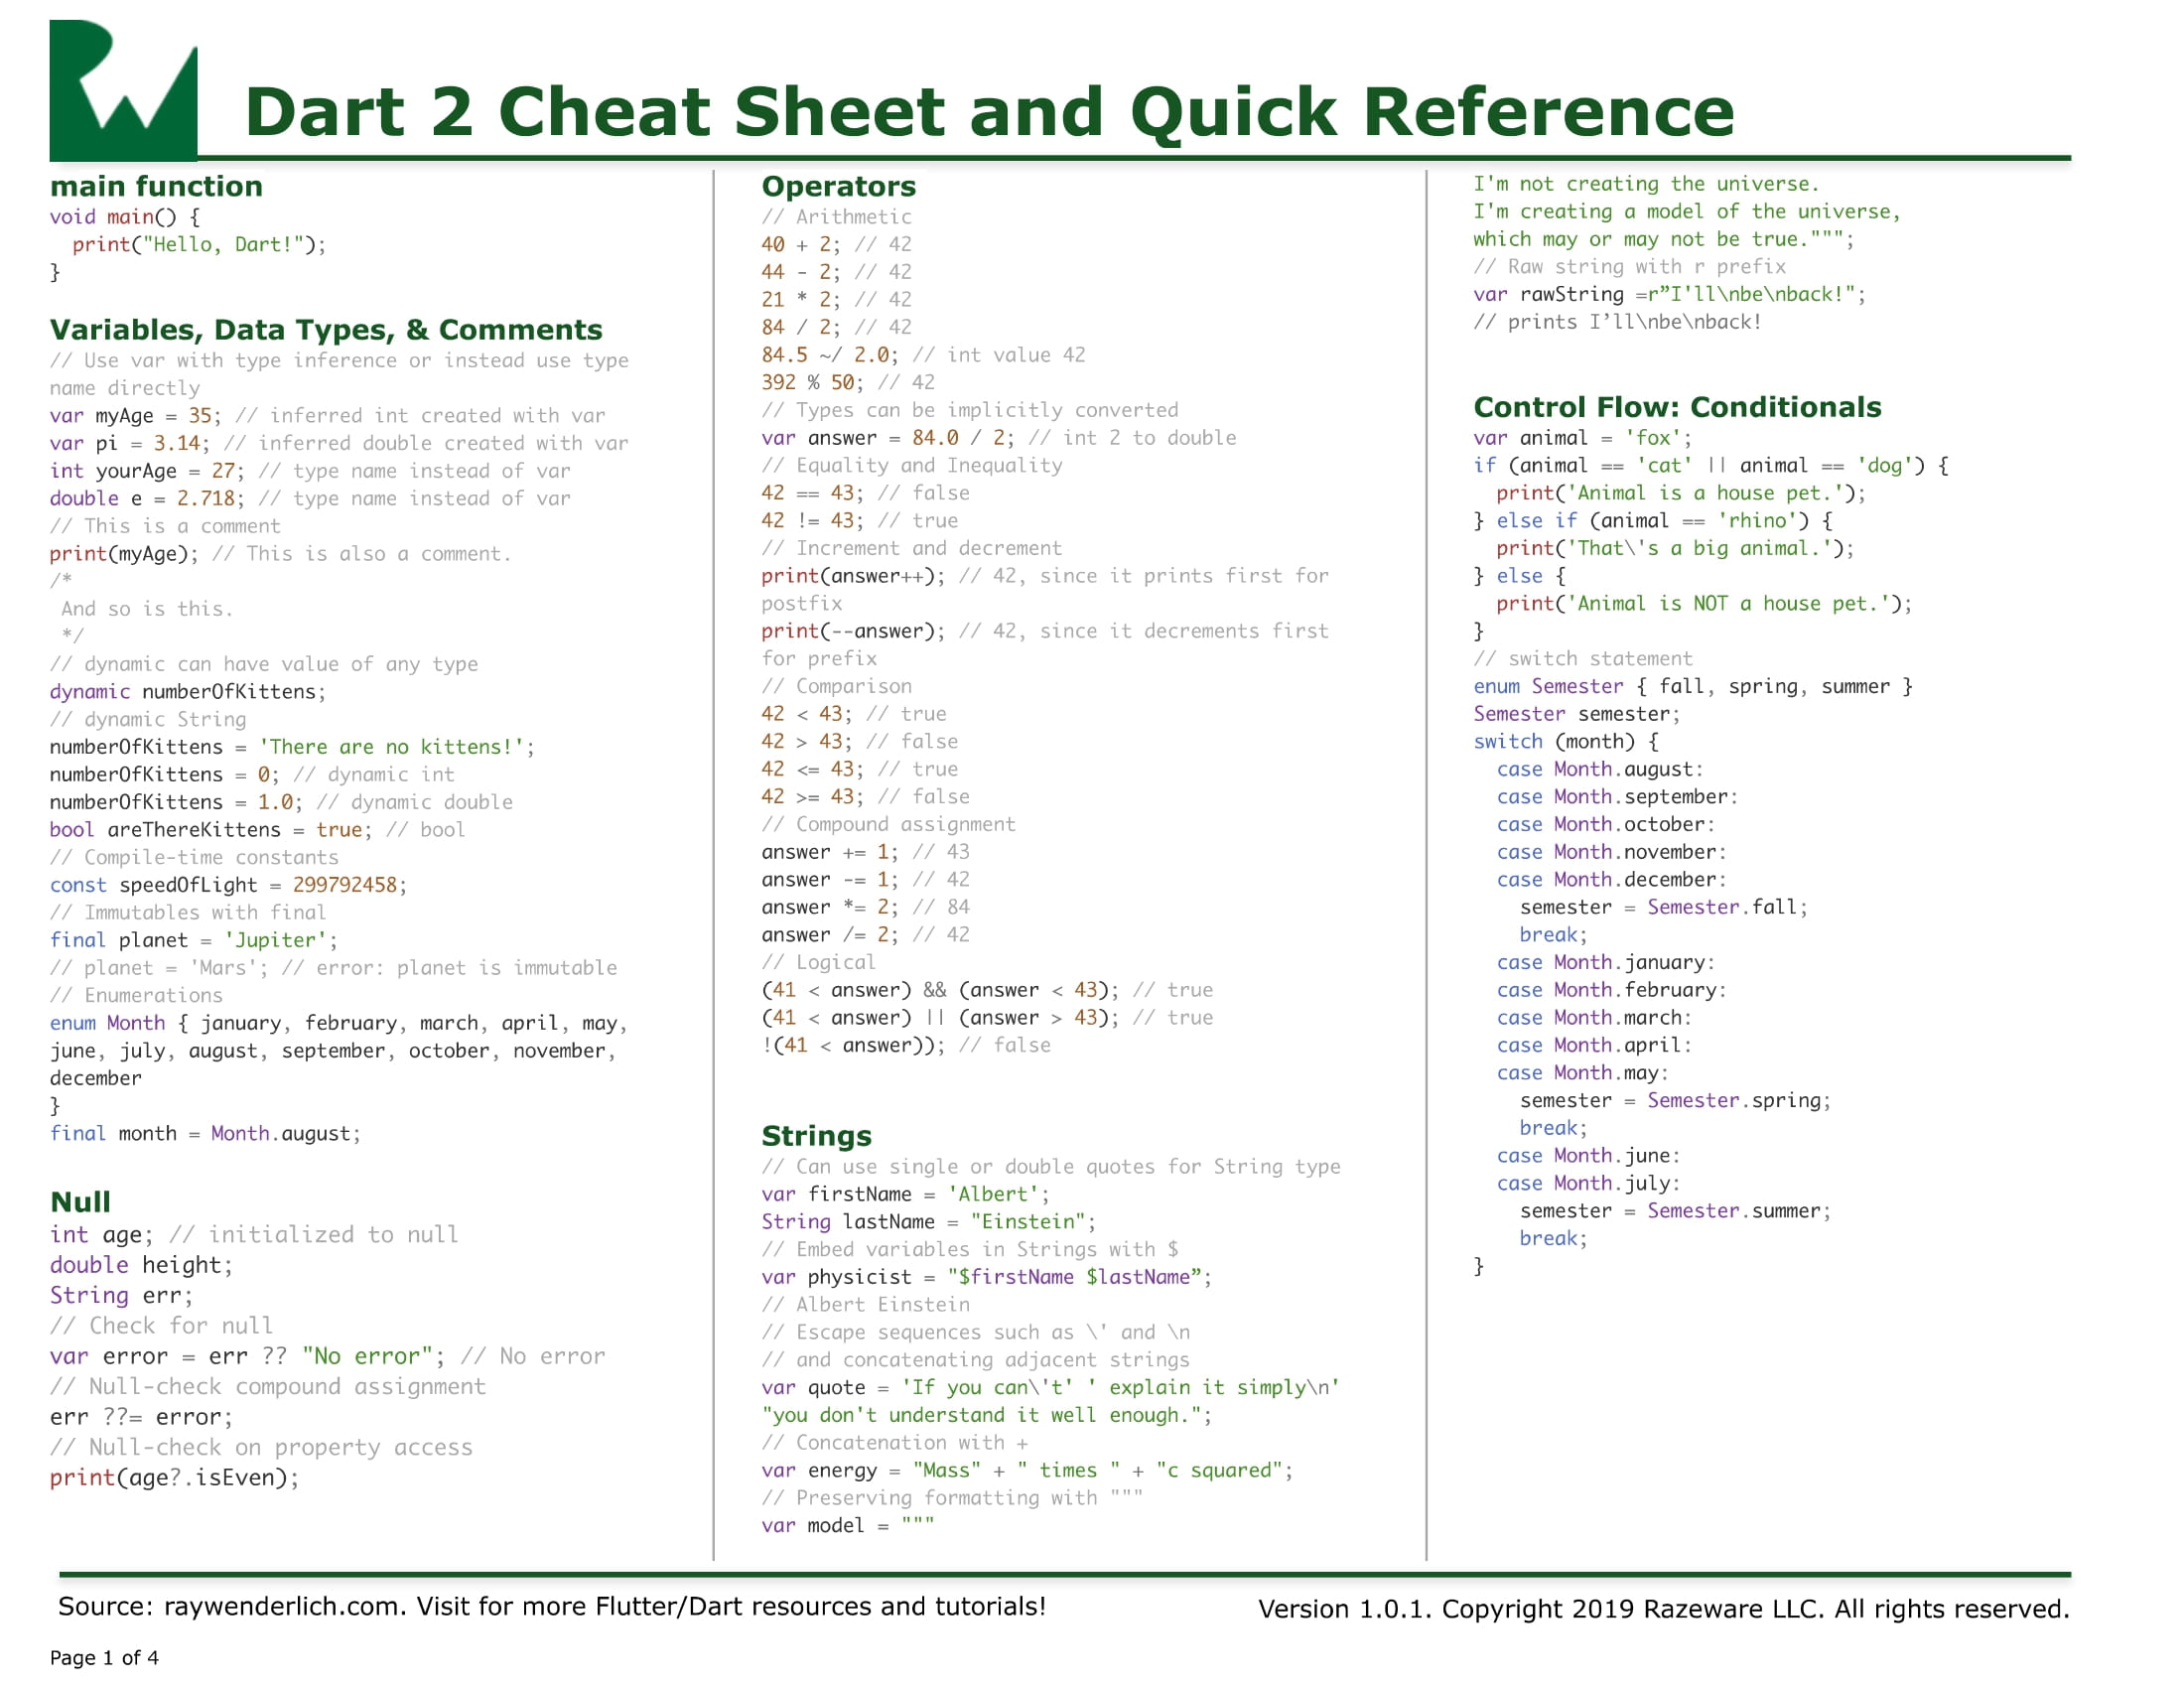 Dart 2 Cheat Sheet and Quick Reference
main function
void main() {
  print("Hello, Dart!");
}
Variables, Data Types, & Comments
// Use var with type inference or instead use type
name directly
var myAge = 35; // inferred int created with var
var pi = 3.14; // inferred double created with var
int yourAge = 27; // type name instead of var
double e = 2.718; // type name instead of var
// This is a comment
print(myAge); // This is also a comment.
/*
 And so is this.
 */
// dynamic can have value of any type
dynamic numberOfKittens;
// dynamic String
numberOfKittens = 'There are no kittens!';
numberOfKittens = 0; // dynamic int
numberOfKittens = 1.0; // dynamic double
bool areThereKittens = true; // bool
// Compile-time constants
const speedOfLight = 299792458;
// Immutables with final
final planet = 'Jupiter';
// planet = 'Mars'; // error: planet is immutable
// Enumerations
enum Month { january, february, march, april, may,
june, july, august, september, october, november,
december
}
final month = Month.august;
Null
int age; // initialized to null
double height;
String err;
// Check for null
var error = err ?? "No error"; // No error
// Null-check compound assignment
err ??= error;
// Null-check on property access
print(age?.isEven);
Operators
// Arithmetic
40 + 2; // 42
44 - 2; // 42
21 * 2; // 42
84 / 2; // 42
84.5 ~/ 2.0; // int value 42
392 % 50; // 42
// Types can be implicitly converted
var answer = 84.0 / 2; // int 2 to double
// Equality and Inequality
42 == 43; // false
42 != 43; // true
// Increment and decrement
print(answer++); // 42, since it prints first for
postfix
print(--answer); // 42, since it decrements first
for prefix
// Comparison
42 < 43; // true
42 > 43; // false
42 <= 43; // true
42 >= 43; // false
// Compound assignment
answer += 1; // 43
answer -= 1; // 42
answer *= 2; // 84
answer /= 2; // 42
// Logical
(41 < answer) && (answer < 43); // true
(41 < answer) || (answer > 43); // true
!(41 < answer)); // false
Strings
// Can use single or double quotes for String type
var firstName = 'Albert';
String lastName = "Einstein";
// Embed variables in Strings with $
var physicist = "$firstName $lastName”;
// Albert Einstein
// Escape sequences such as \' and \n
// and concatenating adjacent strings
var quote = 'If you can\'t' ' explain it simply\n'
"you don't understand it well enough.";
// Concatenation with +
var energy = "Mass" + " times " + "c squared";
// Preserving formatting with """
var model = """
I'm not creating the universe.
I'm creating a model of the universe,
which may or may not be true.""";
// Raw string with r prefix
var rawString =r”I'll\nbe\nback!";
// prints I’ll\nbe\nback!
Control Flow: Conditionals
var animal = 'fox';
if (animal == 'cat' || animal == 'dog') {
  print('Animal is a house pet.');
} else if (animal == 'rhino') {
  print('That\'s a big animal.');
} else {
  print('Animal is NOT a house pet.');
}
// switch statement
enum Semester { fall, spring, summer }
Semester semester;
switch (month) {
  case Month.august:
  case Month.september:
  case Month.october:
  case Month.november:
  case Month.december:
    semester = Semester.fall;
    break;
  case Month.january:
  case Month.february:
  case Month.march:
  case Month.april:
  case Month.may:
    semester = Semester.spring;
    break;
  case Month.june:
  case Month.july:
    semester = Semester.summer;
    break;
}
Source: raywenderlich.com. Visit for more Flutter/Dart resources and tutorials!
Version 1.0.1. Copyright 2019 Razeware LLC. All rights reserved.
Page 1 of 4